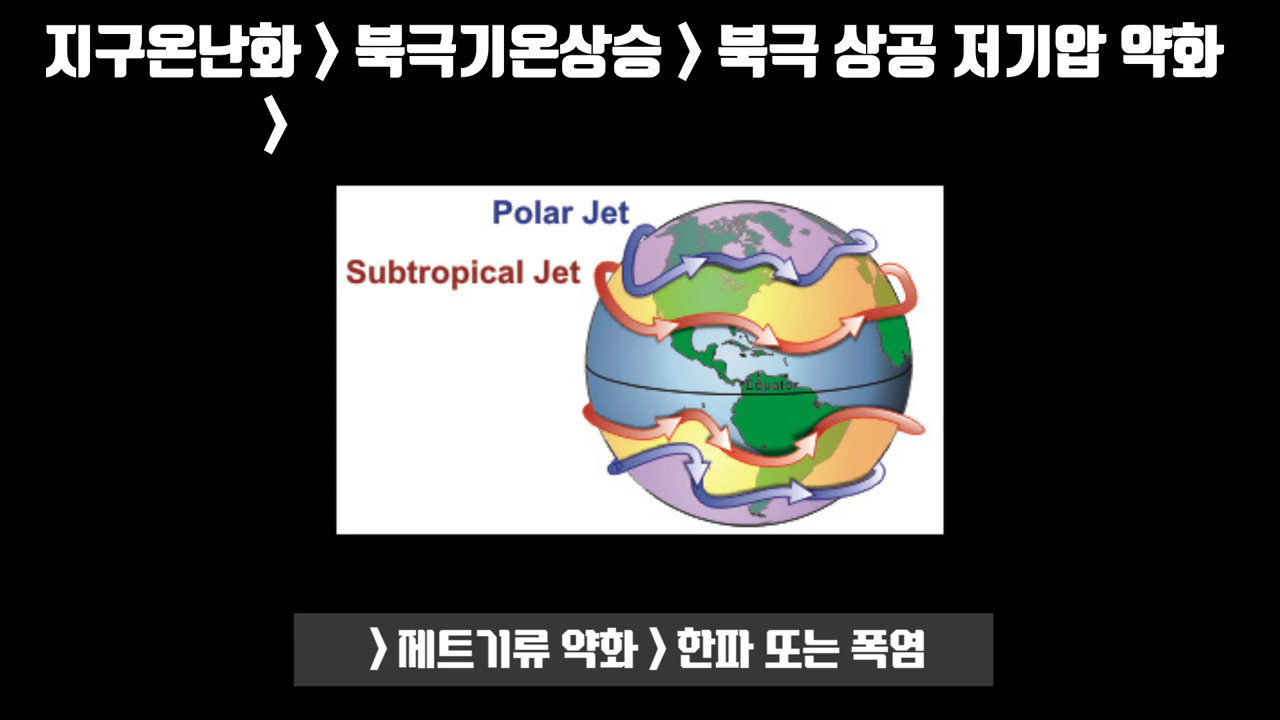 지구온난화 > 북극기온상승 > 북극 상공 저기압 약화
>
Polar Jet
Subtropical Jet
Equator
> 제트기류 약화 > 한파 또는 폭염